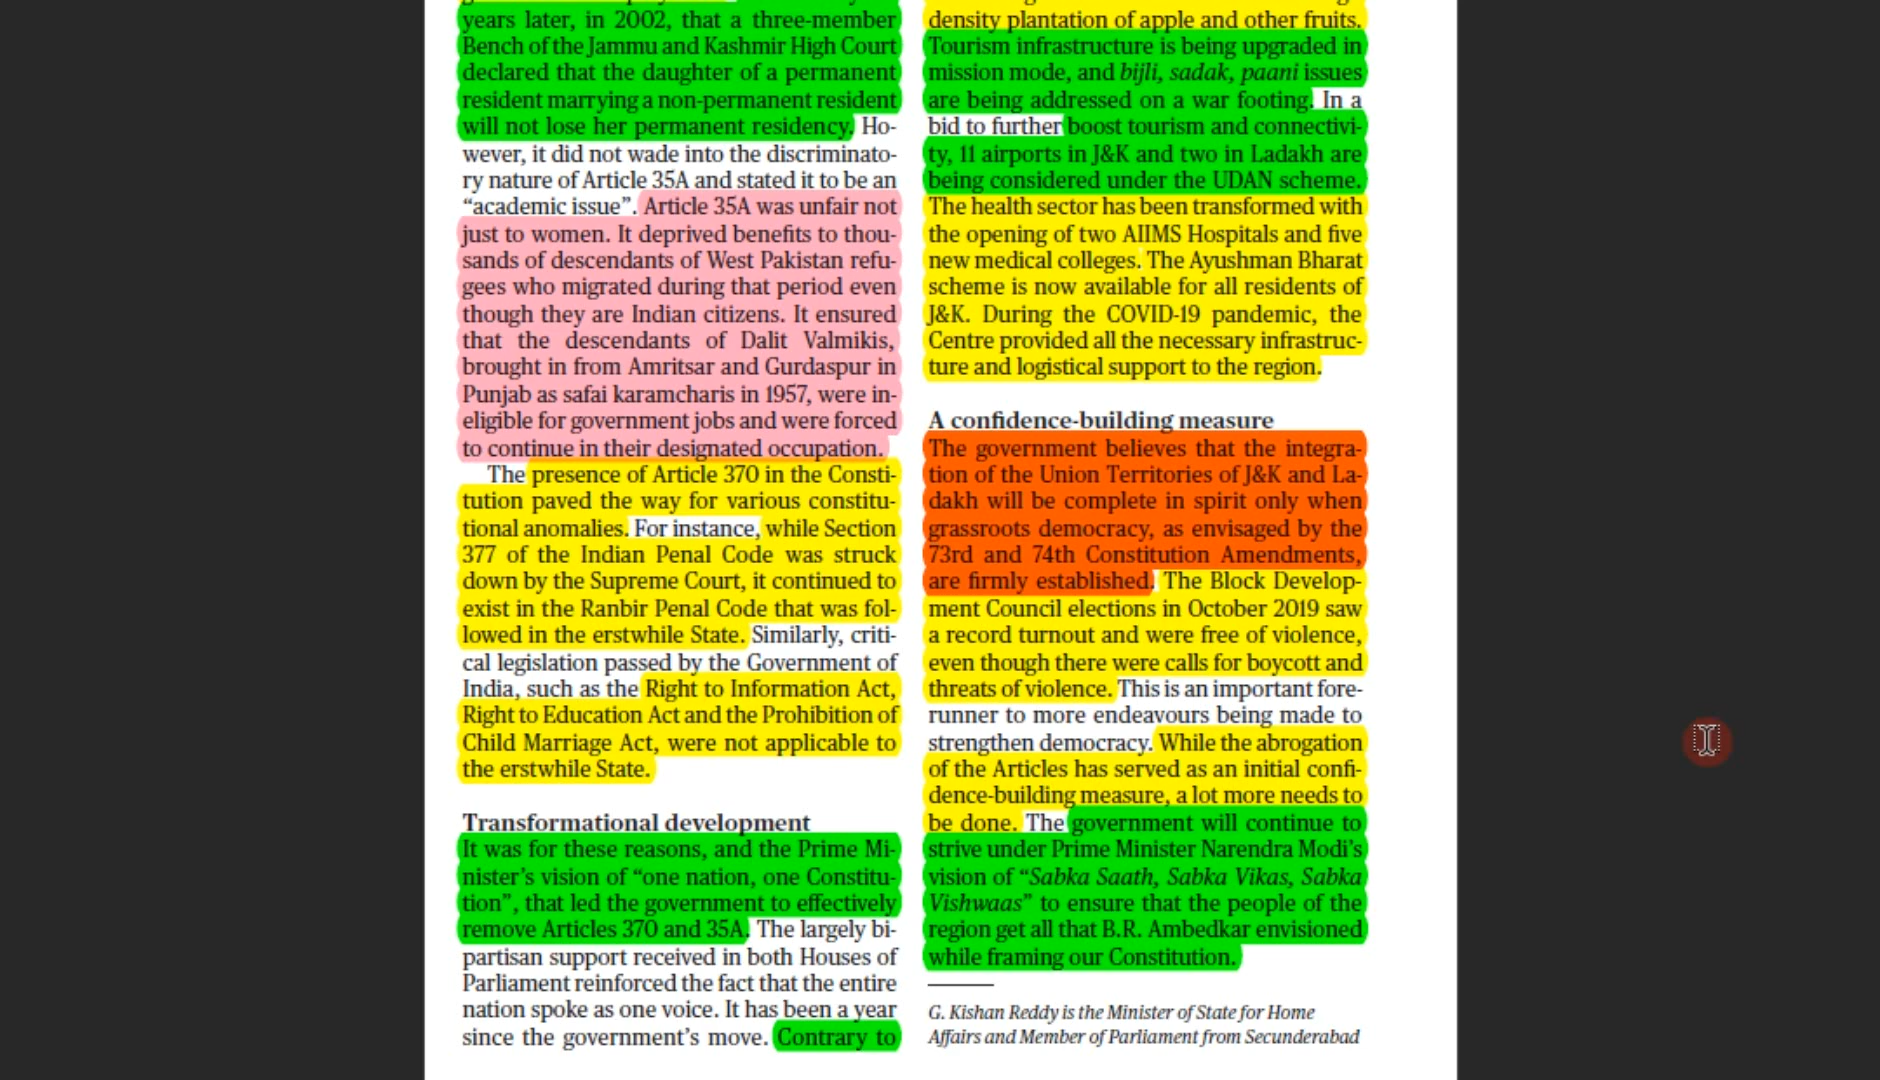 years later, in 2002, that a three-member
Bench of the Jammu and Kashmir High Court
declared that the daughter of a permanent
resident marrying a non-permanent resident
will not lose her permanent residency. Ho-
wever, it did not wade into the discriminato-
ry nature of Article 35A and stated it to be an
“academic issue”. Article 35A was unfair not
just to women. It deprived benefits to thou-
sands of descendants of West Pakistan refu-
gees who migrated during that period even
though they are Indian citizens. It ensured
that the descendants of Dalit Valmikis,
brought in from Amritsar and Gurdaspur in
Punjab as safai karamcharis in 1957, were in-
eligible for government jobs and were forced
to continue in their designated occupation.
The presence of Article 370 in the Consti-
tution paved the way for various constitu-
tional anomalies. For instance, while Section
377 of the Indian Penal Code was struck
down by the Supreme Court, it continued to
exist in the Ranbir Penal Code that was fol-
lowed in the erstwhile State. Similarly, criti-
cal legislation passed by the Government of
India, such as the Right to Information Act,
Right to Education Act and the Prohibition of
Child Marriage Act, were not applicable to
the erstwhile State.
Transformational development
It was for these reasons, and the Prime Mi-
nister’s vision of “one nation, one Constitu-
tion”, that led the government to effectively
remove Articles 370 and 35A. The largely bi-
partisan support received in both Houses of
Parliament reinforced the fact that the entire
nation spoke as one voice. It has been a year
since the government’s move. Contrary to
density plantation of apple and other fruits.
Tourism infrastructure is being upgraded in
mission mode, and bijli, sadak, paani issues
are being addressed on a war footing. In a
bid to further boost tourism and connectivi-
ty, 11 airports in J&K and two in Ladakh are
being considered under the UDAN scheme.
The health sector has been transformed with
the opening of two AIIMS Hospitals and five
new medical colleges. The Ayushman Bharat
scheme is now available for all residents of
J&K. During the COVID-19 pandemic, the
Centre provided all the necessary infrastruc-
ture and logistical support to the region.
A confidence-building measure
The government believes that the integra-
tion of the Union Territories of J&K and La-
dakh will be complete in spirit only when
grassroots democracy, as envisaged by the
73rd and 74th Constitution Amendments,
are firmly established. The Block Develop-
ment Council elections in October 2019 saw
a record turnout and were free of violence,
even though there were calls for boycott and
threats of violence. This is an important fore-
runner to more endeavours being made to
strengthen democracy. While the abrogation
of the Articles has served as an initial confi-
dence-building measure, a lot more needs to
be done. The government will continue to
strive under Prime Minister Narendra Modi’s
vision of “Sabka Saath, Sabka Vikas, Sabka
Vishwaas” to ensure that the people of the
region get all that B.R. Ambedkar envisioned
while framing our Constitution.
G. Kishan Reddy is the Minister of State for Home
Affairs and Member of Parliament from Secunderabad